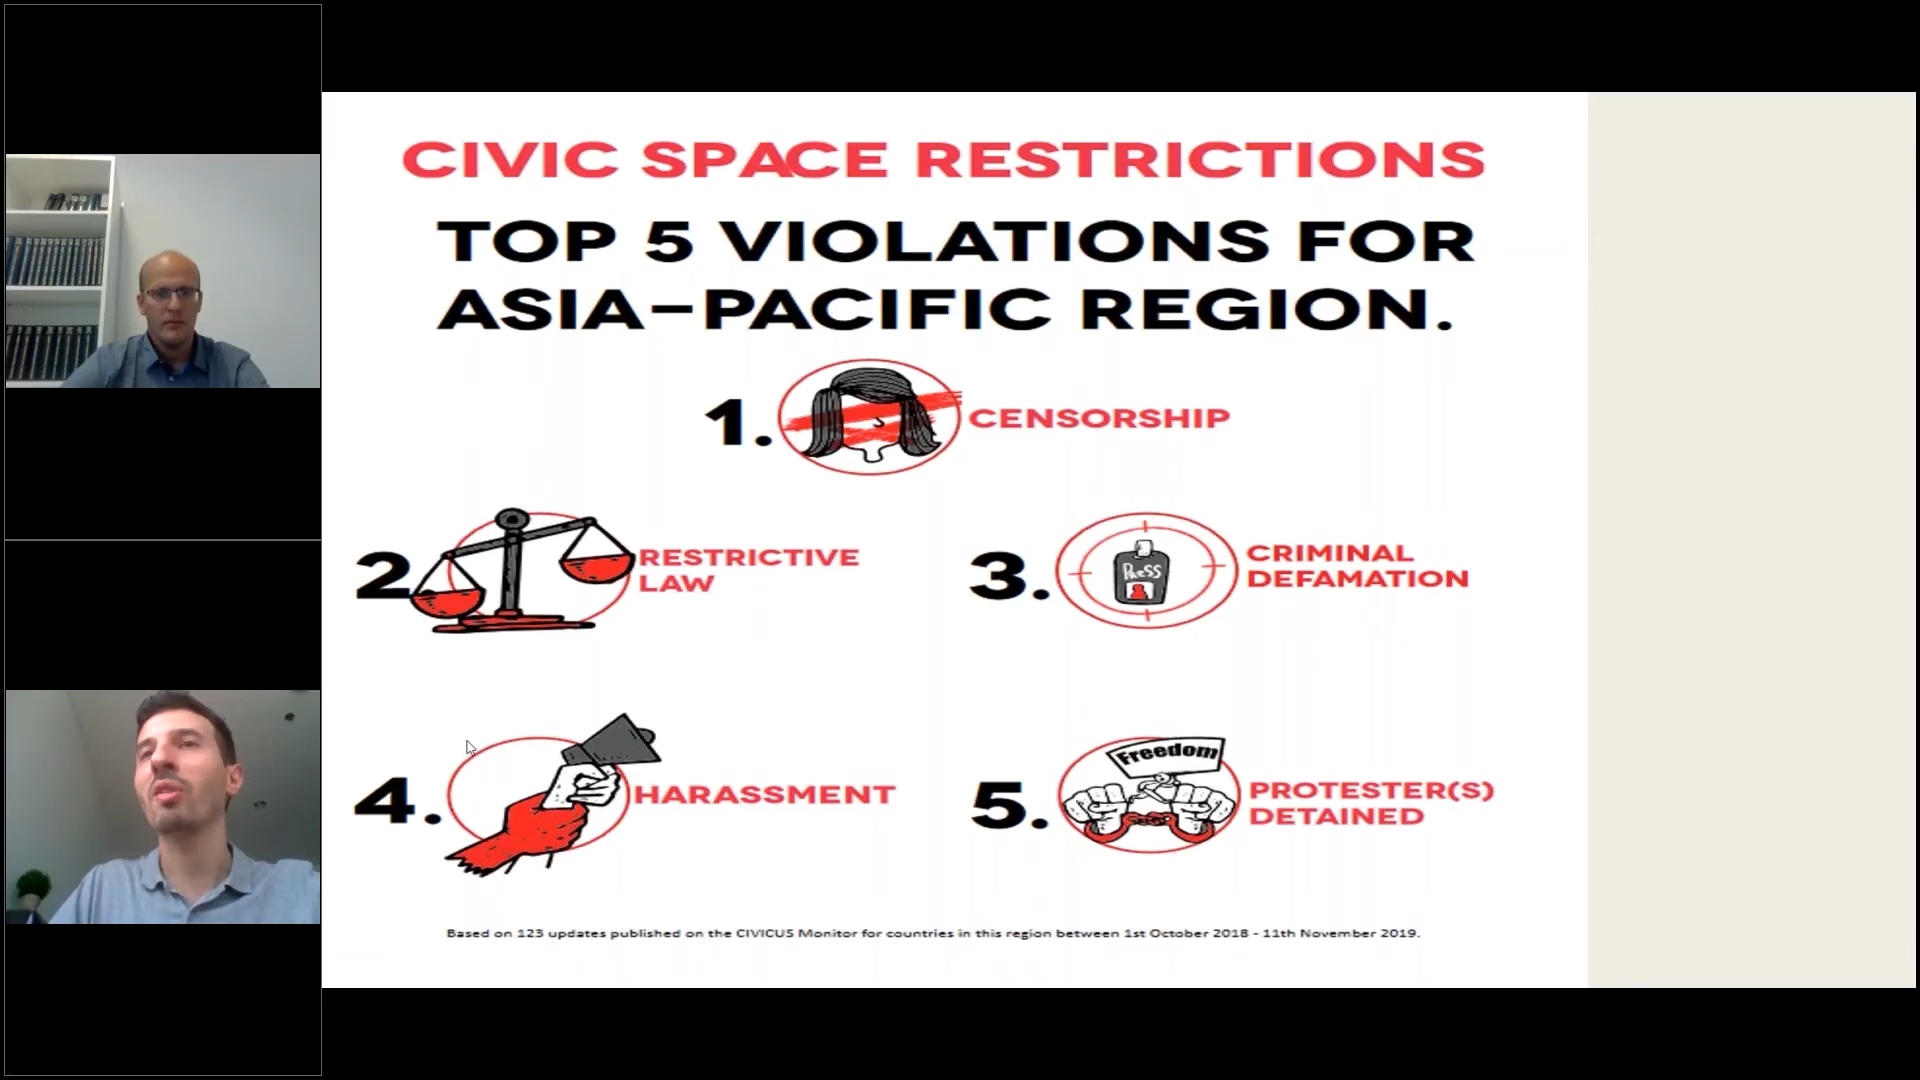 CIVIC SPACE RESTRICTIONS
TOP 5 VIOLATIONS FOR
ASIA–PACIFIC REGION.
1. CENSORSHIP
2 RESTRICTIVE
LAW
3. CRIMINAL
DEFAMATION
PRESS
4. HARASSMENT
5. PROTESTER(S)
DETAINED
Freedom
Based on 123 updates published on the CIVICUS Monitor for countries in this region between 1st October 2018 - 11th November 2019.